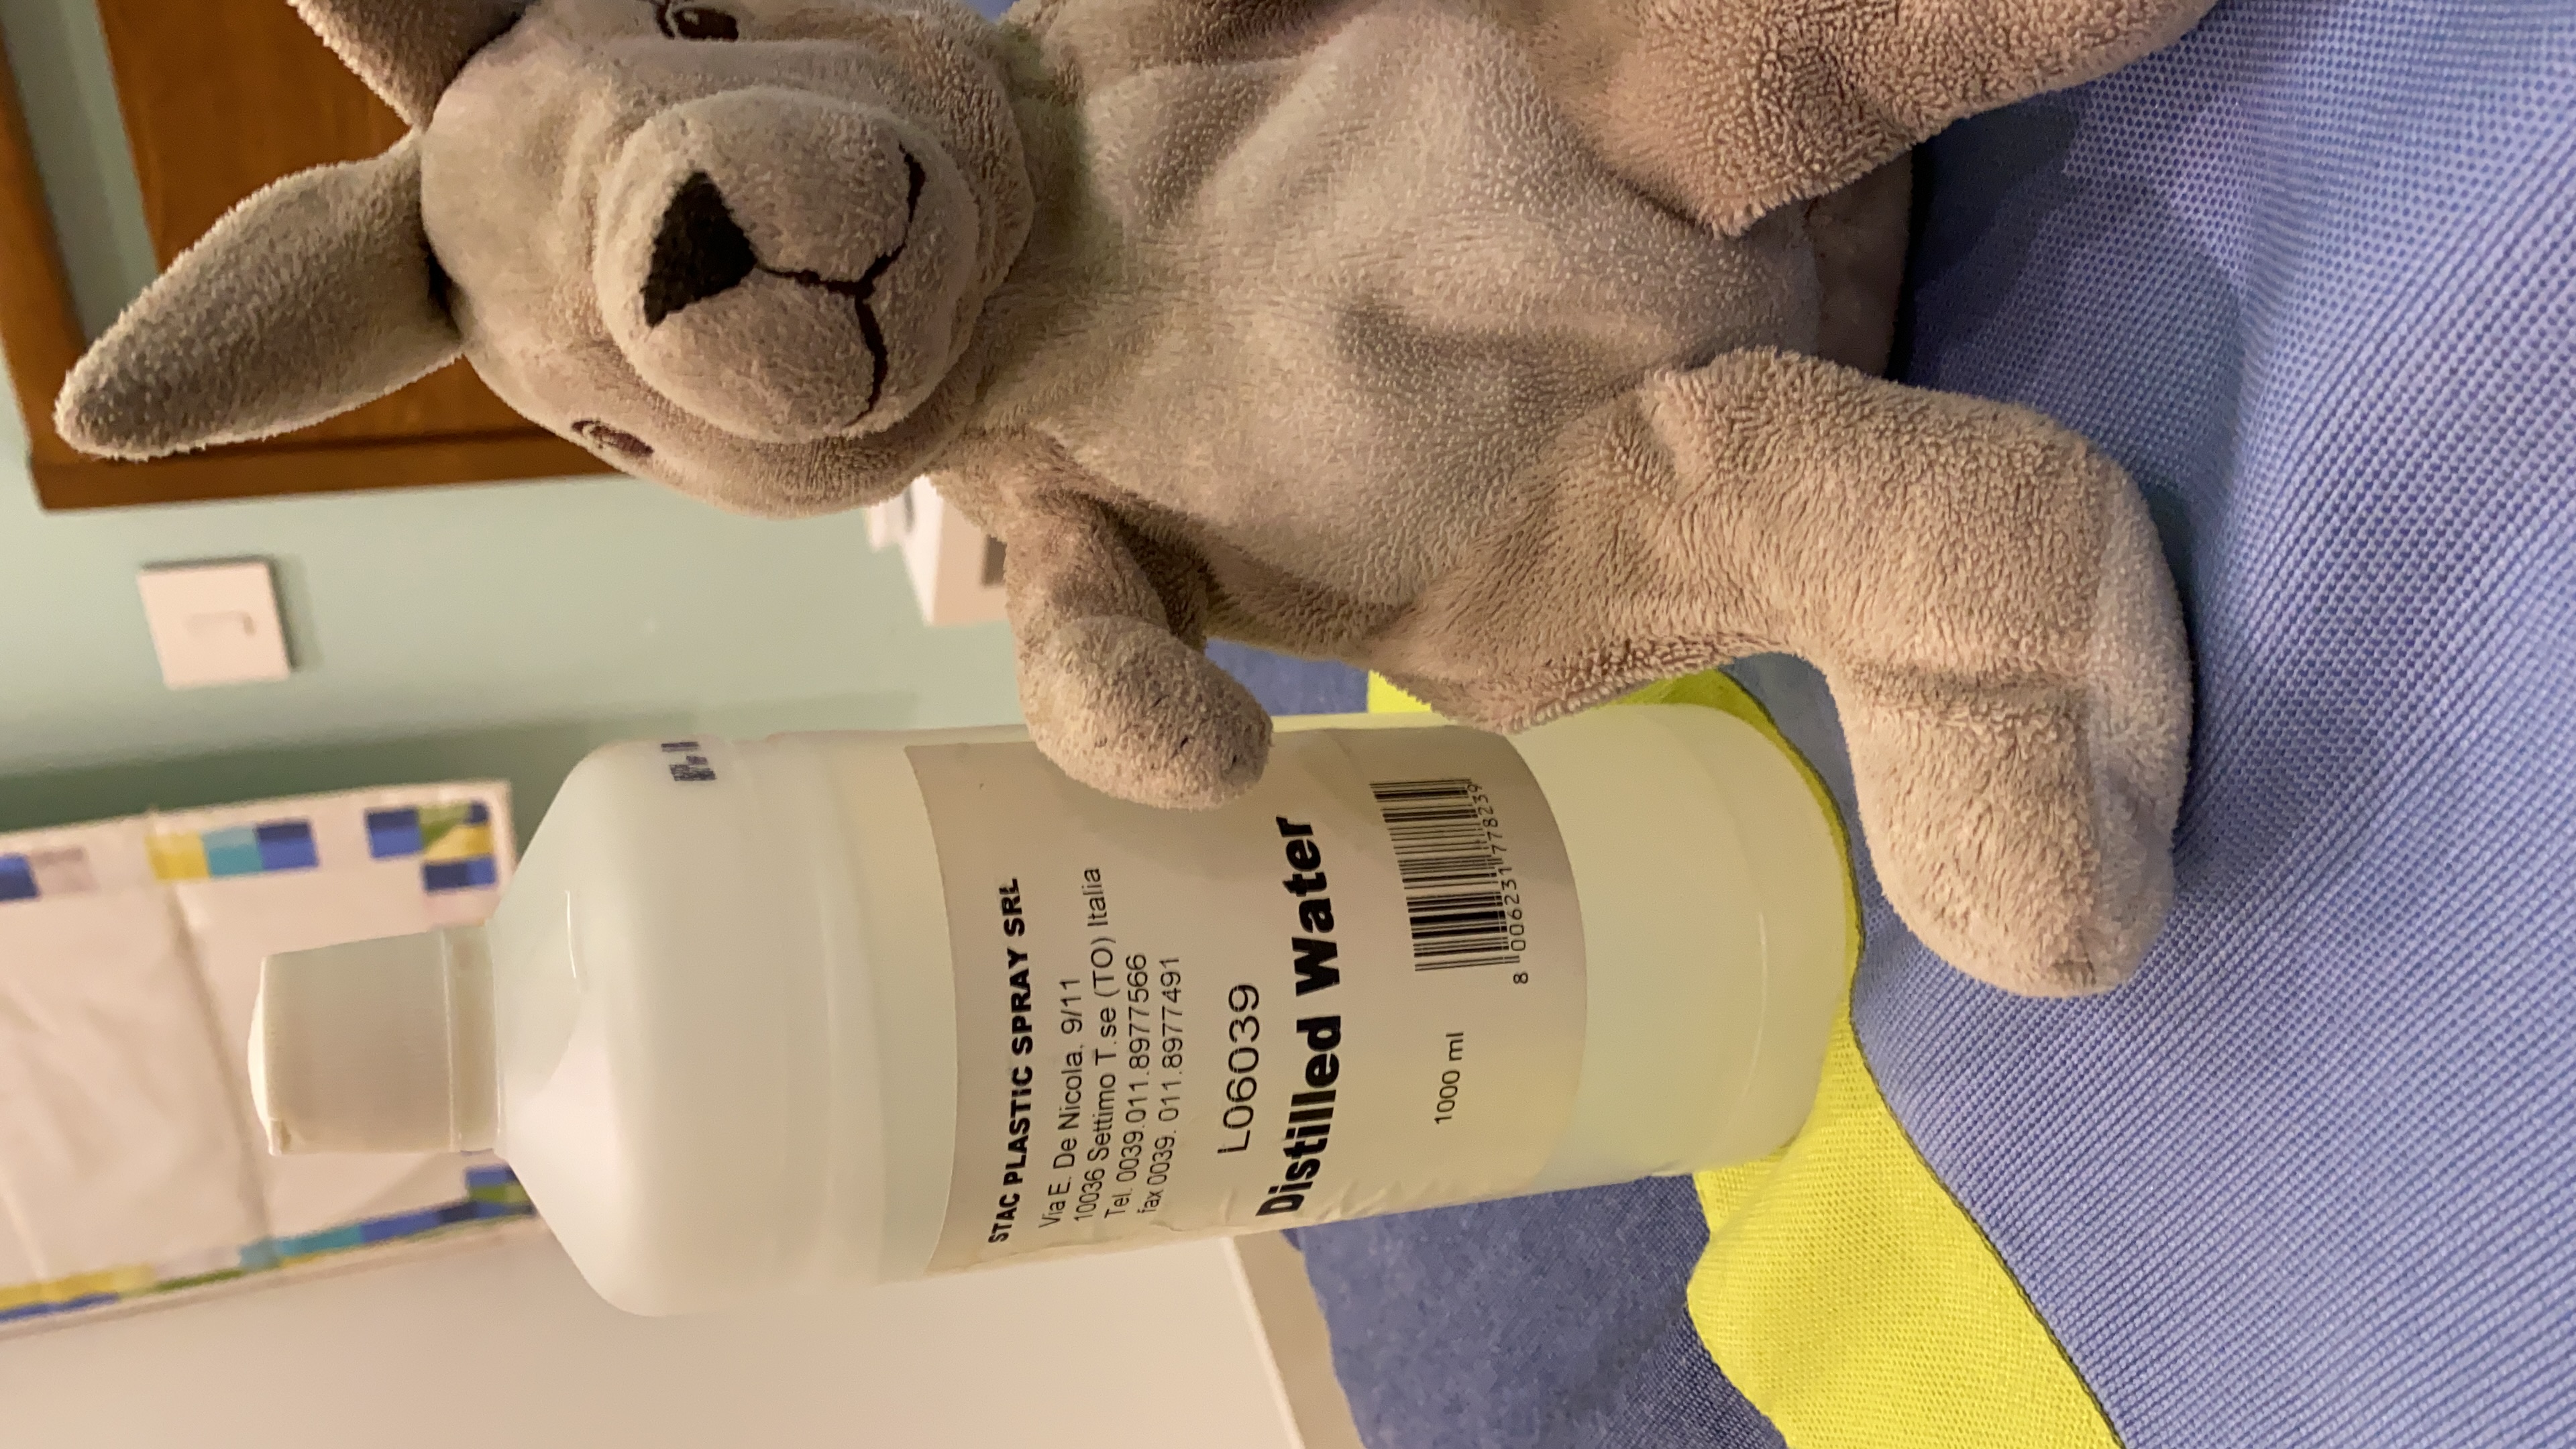 STAC PLASTIC SPRAY SRL
Via E. De Nicola, 9/11
10036 Settimo T.se (TO) Italia
Tel. 0039.011.8977566
fax 0039. 011.8977491
L06039
Distilled Water
1000 ml
8 006231 778239